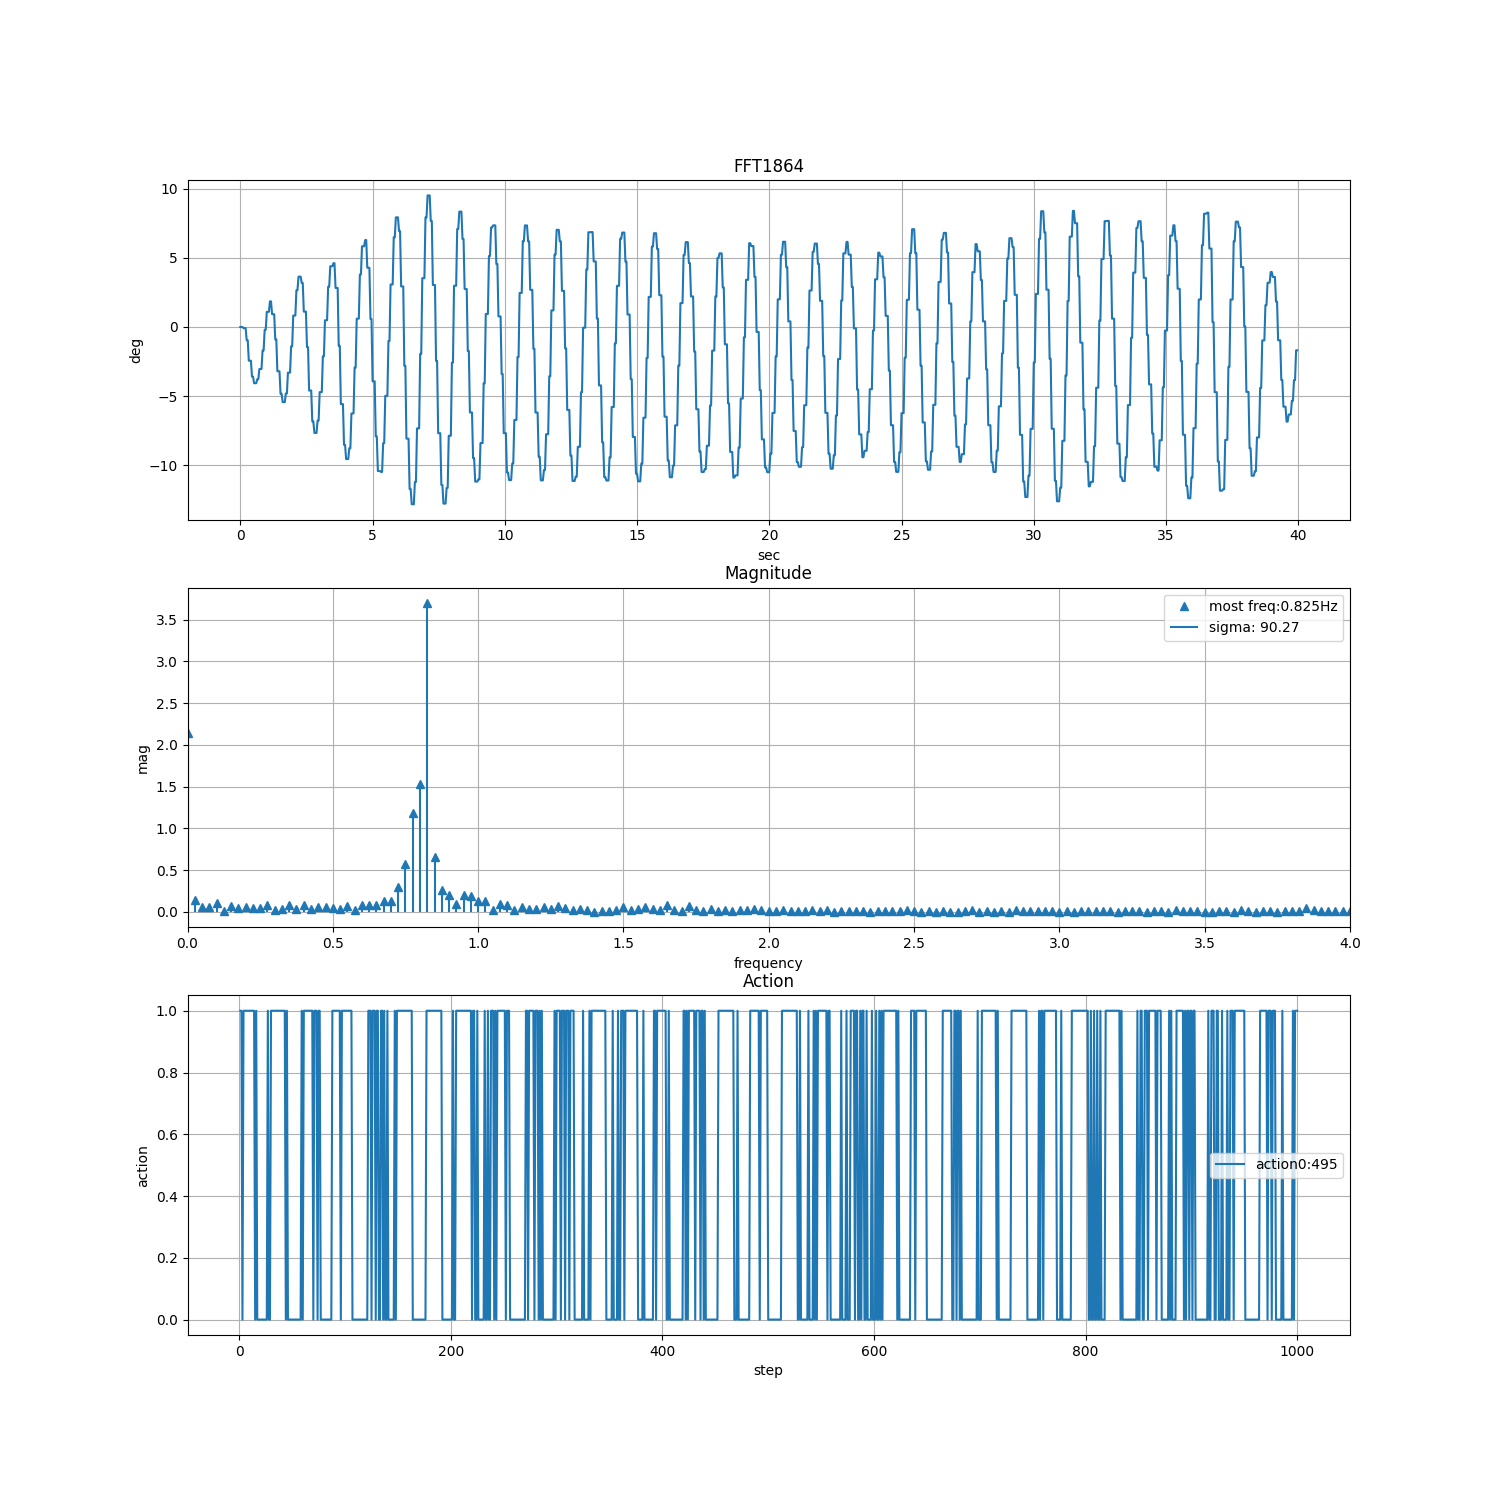 FFT1864
10
5
0
−5
−10
deg
0 5 10 15 20 25 30 35 40
sec
Magnitude
3.5
3.0
2.5
2.0
1.5
1.0
0.5
0.0
mag
most freq:0.825Hz
sigma: 90.27
0.0 0.5 1.0 1.5 2.0 2.5 3.0 3.5 4.0
frequency
Action
1.0
0.8
0.6
0.4
0.2
0.0
action
action0:495
0 200 400 600 800 1000
step